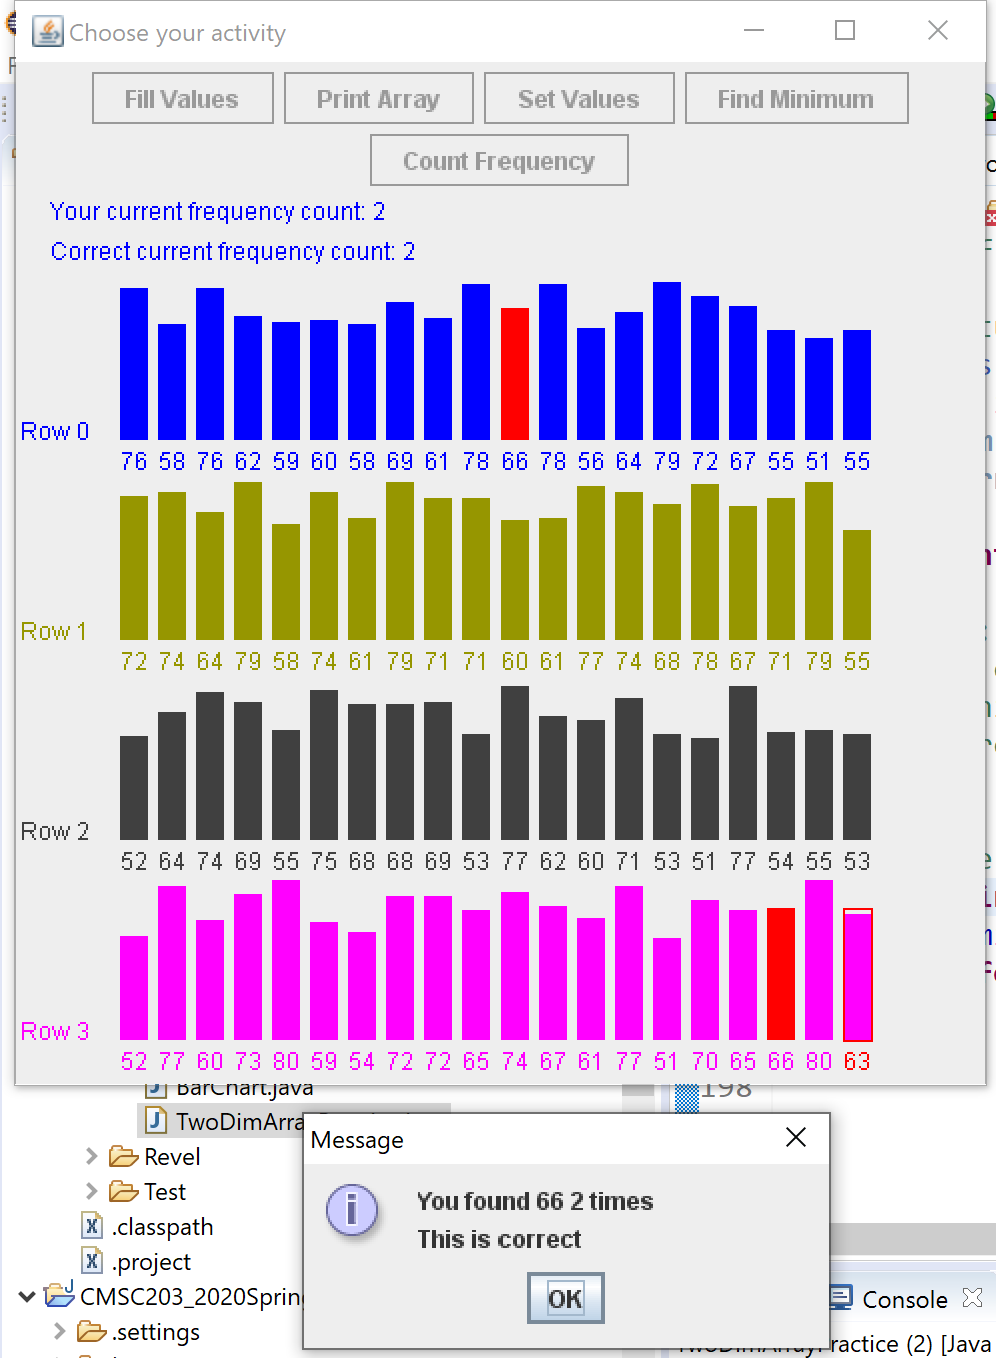 Choose your activity
Fill Values Print Array Set Values Find Minimum
Count Frequency
Your current frequency count: 2
Correct current frequency count: 2
Row 0
76 58 76 62 59 60 58 69 61 78 66 78 56 64 79 72 67 55 51 55
Row 1
72 74 64 79 58 74 61 79 71 71 60 61 77 74 68 78 67 71 79 55
Row 2
52 64 74 69 55 75 68 68 69 53 77 62 60 71 53 51 77 54 55 53
Row 3
52 77 60 73 80 59 54 72 72 65 74 67 61 77 51 70 65 66 80 63
BarChart.java
198
Revel
Test
.classpath
.project
.settings
Message
You found 66 2 times
This is correct
OK
Console